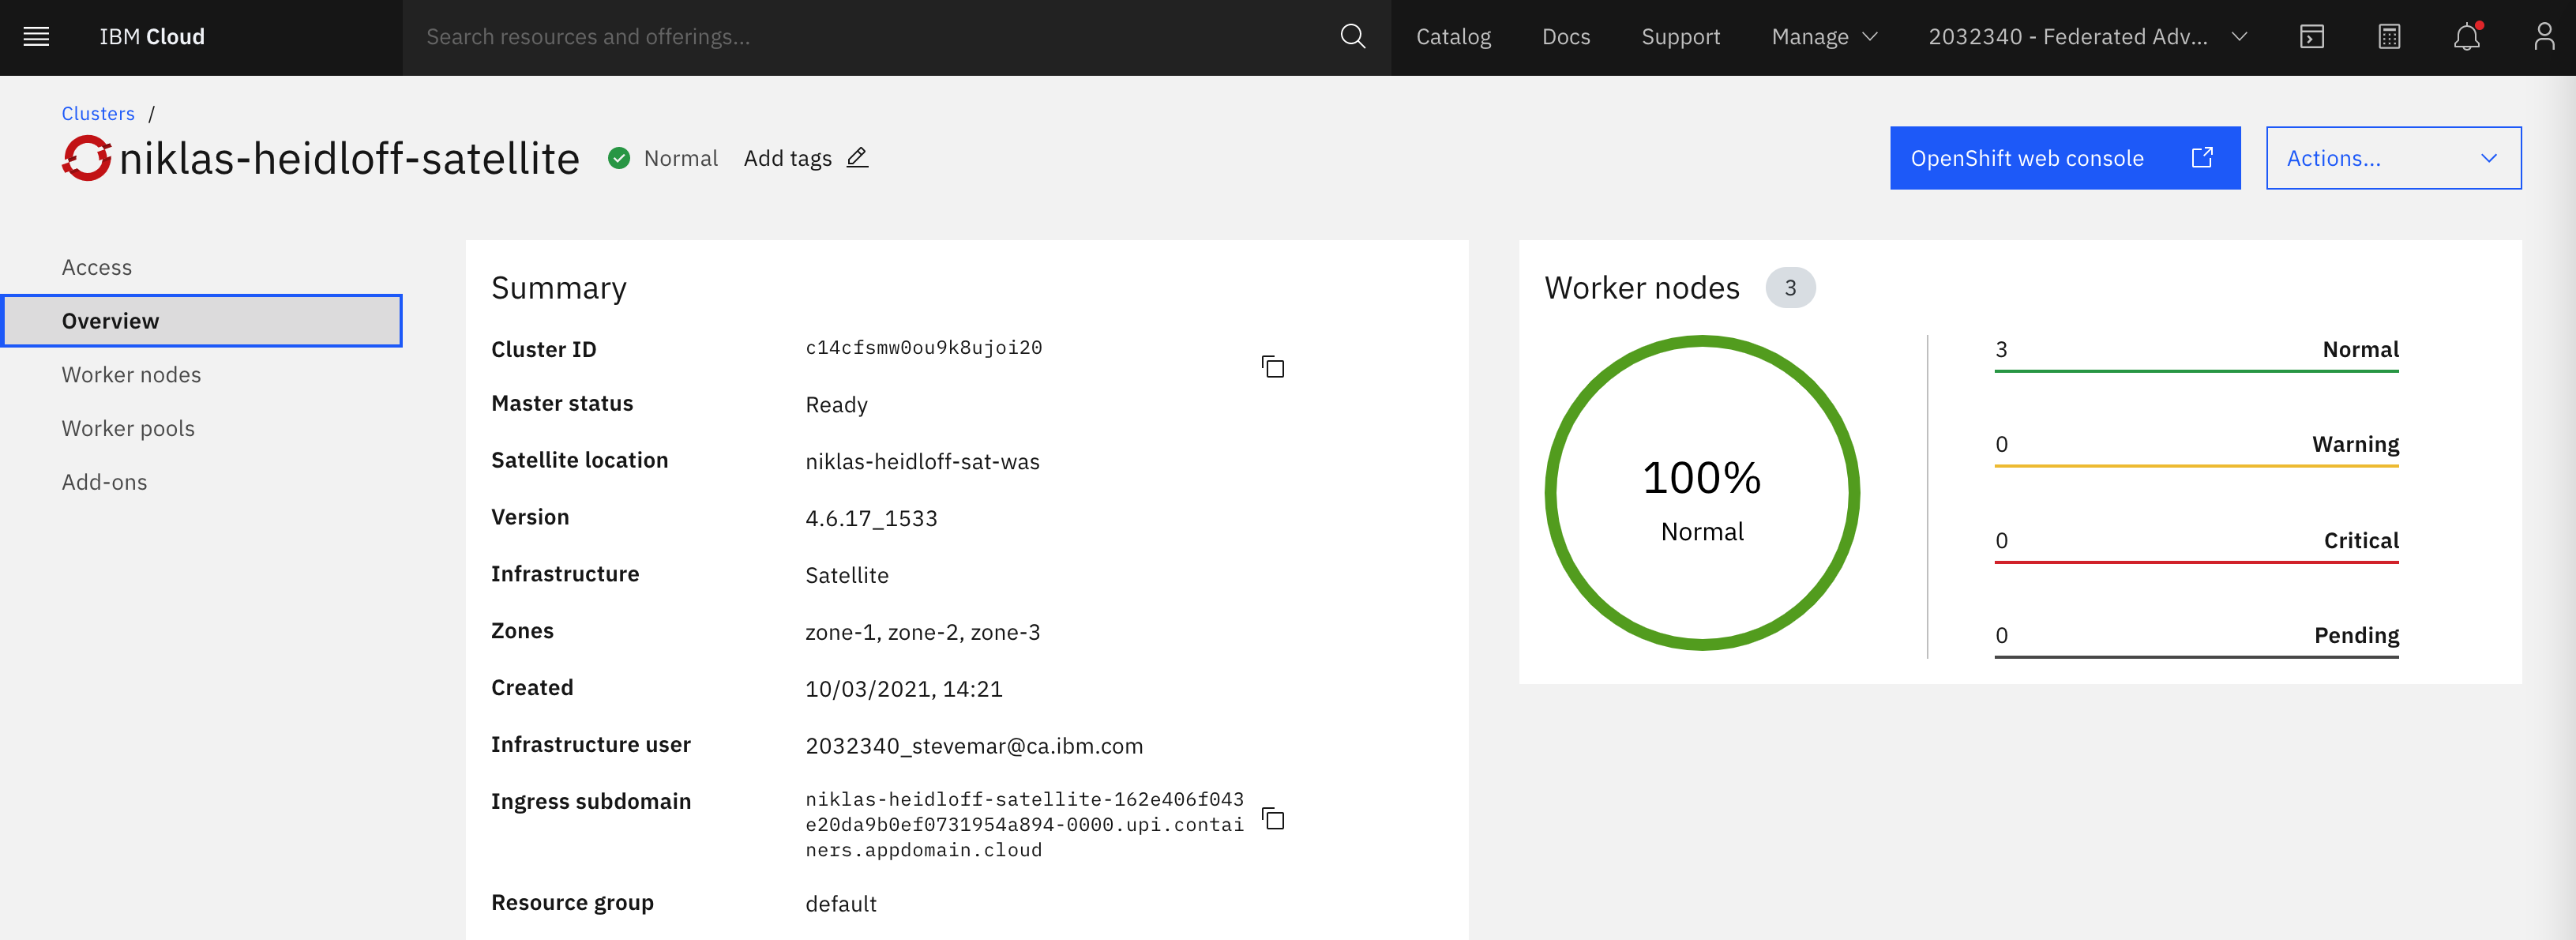 IBM Cloud
Search resources and offerings...
Catalog
Docs
Support
Manage
2032340 - Federated Adv...
Clusters /
niklas-heidloff-satellite
Normal
Add tags
OpenShift web console
Actions...
Access
Overview
Worker nodes
Worker pools
Add-ons
Summary
Cluster ID
c14cfsmw0ou9k8ujoi20
Master status
Ready
Satellite location
niklas-heidloff-sat-was
Version
4.6.17_1533
Infrastructure
Satellite
Zones
zone-1, zone-2, zone-3
Created
10/03/2021, 14:21
Infrastructure user
2032340_stevemar@ca.ibm.com
Ingress subdomain
niklas-heidloff-satellite-162e406f043
e20da9b0ef0731954a894-0000.upi.contai
ners.appdomain.cloud
Resource group
default
Worker nodes 3
100%
Normal
3 Normal
0 Warning
0 Critical
0 Pending